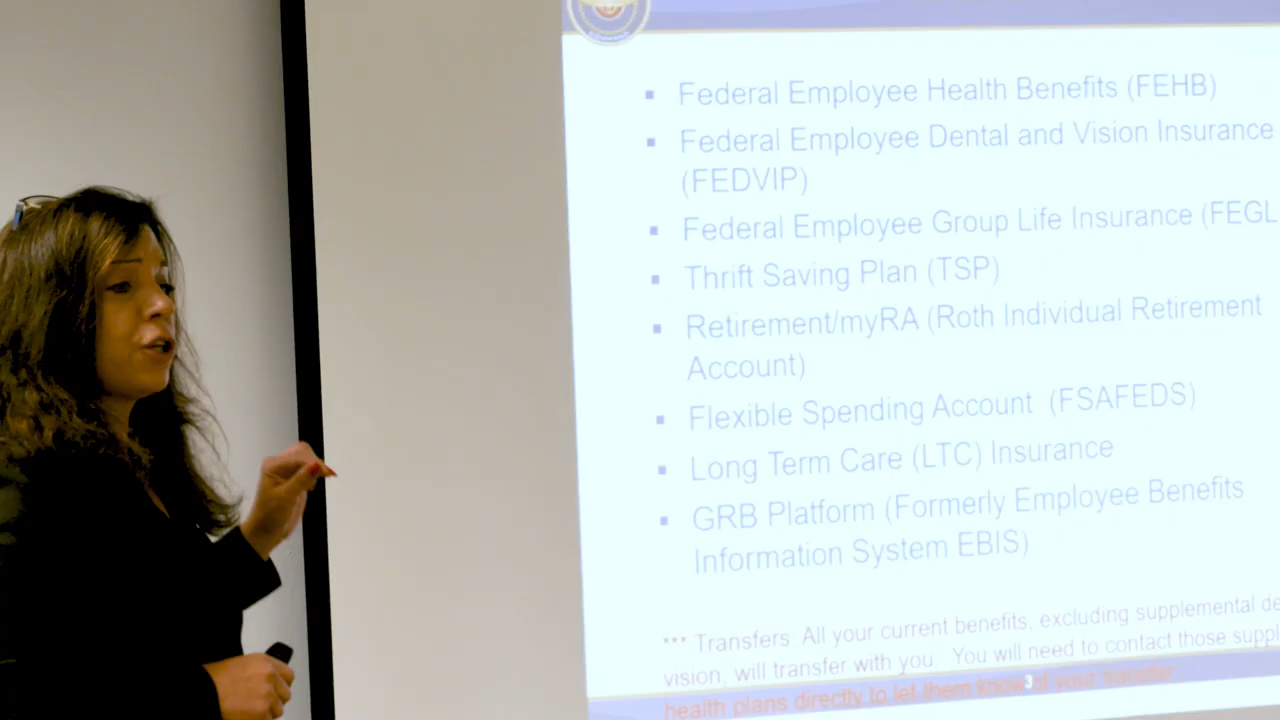 ▪ Federal Employee Health Benefits (FEHB)
▪ Federal Employee Dental and Vision Insurance
(FEDVIP)
▪ Federal Employee Group Life Insurance (FEGL
▪ Thrift Saving Plan (TSP)
▪ Retirement/myRA (Roth Individual Retirement
Account)
▪ Flexible Spending Account (FSAFEDS)
▪ Long Term Care (LTC) Insurance
▪ GRB Platform (Formerly Employee Benefits
Information System EBIS)
*** Transfers All your current benefits, excluding supplemental de
vision, will transfer with you. You will need to contact those suppl
health plans directly to let them know of your transfer.
3